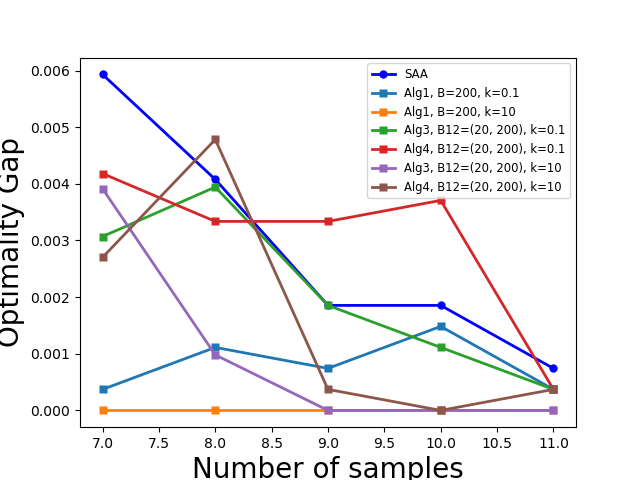 SAA
Alg1, B=200, k=0.1
Alg1, B=200, k=10
Alg3, B12=(20, 200), k=0.1
Alg4, B12=(20, 200), k=0.1
Alg3, B12=(20, 200), k=10
Alg4, B12=(20, 200), k=10
Optimality Gap
0.006
0.005
0.004
0.003
0.002
0.001
0.000
7.0 7.5 8.0 8.5 9.0 9.5 10.0 10.5 11.0
Number of samples